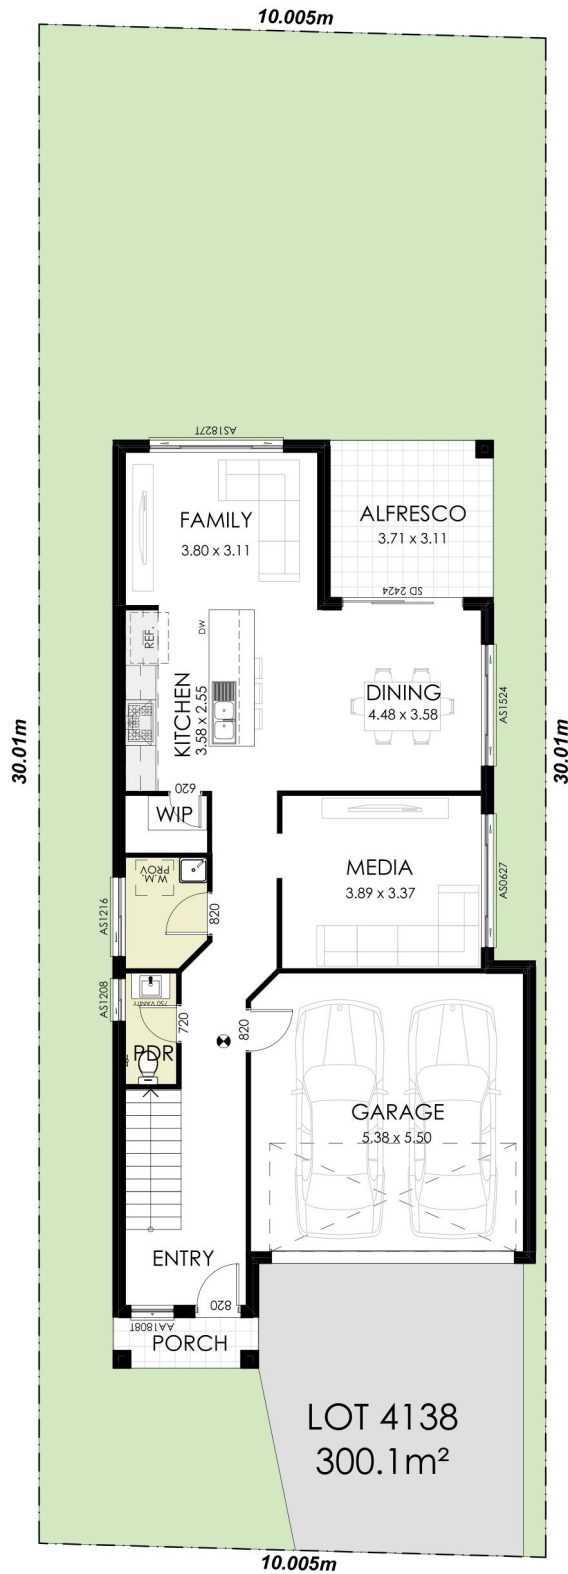 10.005m
AS1827T
FAMILY
3.80 x 3.11
ALFRESCO
3.71 x 3.11
SD 2424
REF.
DW
KITCHEN
3.58 x 2.55
DINING
4.48 x 3.58
AS1524
30.01m
30.01m
620
WIP
W.M
PROV
820
AS1216
MEDIA
3.89 x 3.37
AS0627
AS1208
750 VANITY
720
PDR
820
GARAGE
5.38 x 5.50
ENTRY
820
AA1808T
PORCH
LOT 4138
300.1m²
10.005m